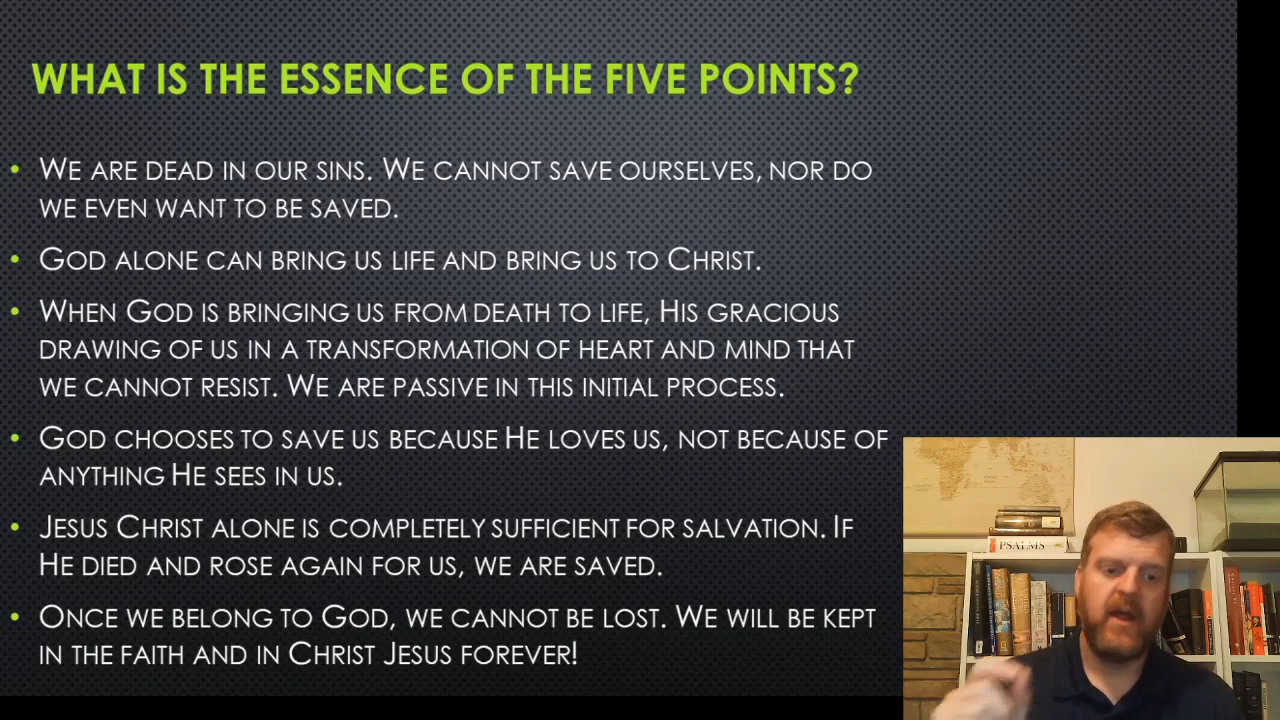 WHAT IS THE ESSENCE OF THE FIVE POINTS?
• WE ARE DEAD IN OUR SINS. WE CANNOT SAVE OURSELVES, NOR DO
WE EVEN WANT TO BE SAVED.
• GOD ALONE CAN BRING US LIFE AND BRING US TO CHRIST.
• WHEN GOD IS BRINGING US FROM DEATH TO LIFE, HIS GRACIOUS
DRAWING OF US IN A TRANSFORMATION OF HEART AND MIND THAT
WE CANNOT RESIST. WE ARE PASSIVE IN THIS INITIAL PROCESS.
• GOD CHOOSES TO SAVE US BECAUSE HE LOVES US, NOT BECAUSE OF
ANYTHING HE SEES IN US.
• JESUS CHRIST ALONE IS COMPLETELY SUFFICIENT FOR SALVATION. IF
HE DIED AND ROSE AGAIN FOR US, WE ARE SAVED.
• ONCE WE BELONG TO GOD, WE CANNOT BE LOST. WE WILL BE KEPT
IN THE FAITH AND IN CHRIST JESUS FOREVER!
PSALMS